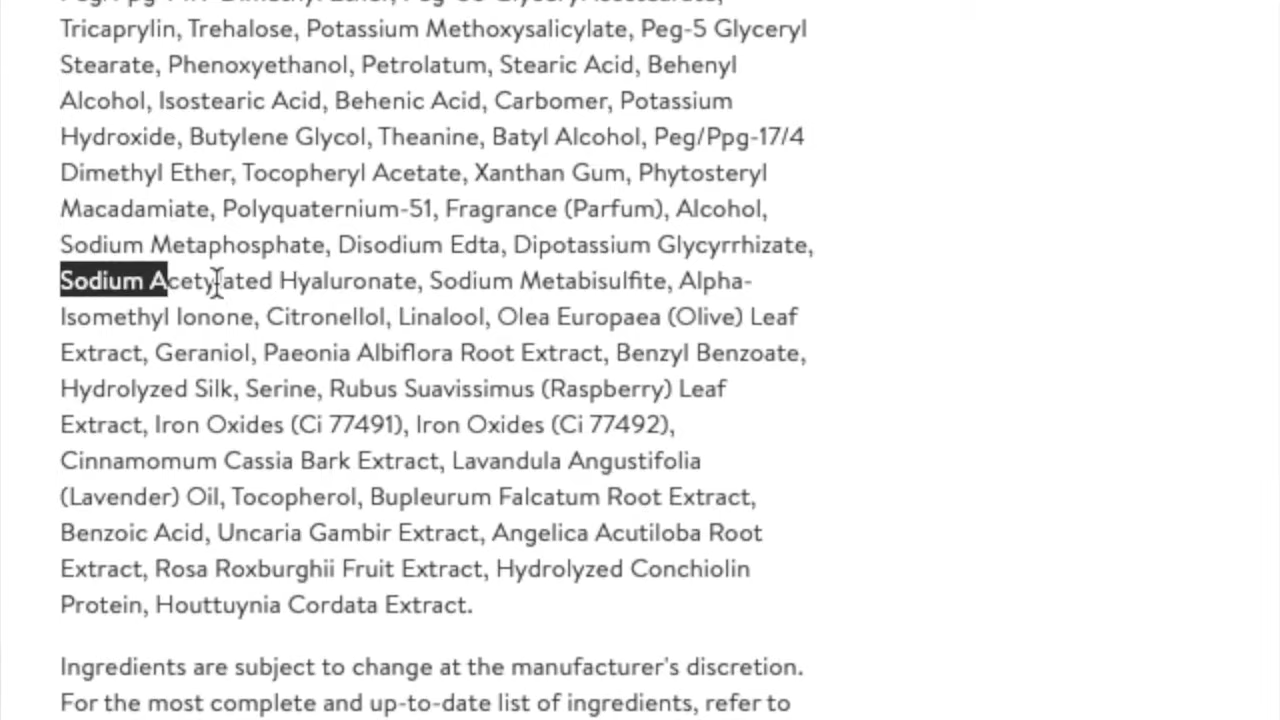 Tricaprylin, Trehalose, Potassium Methoxysalicylate, Peg-5 Glyceryl
Stearate, Phenoxyethanol, Petrolatum, Stearic Acid, Behenyl
Alcohol, Isostearic Acid, Behenic Acid, Carbomer, Potassium
Hydroxide, Butylene Glycol, Theanine, Batyl Alcohol, Peg/Ppg-17/4
Dimethyl Ether, Tocopheryl Acetate, Xanthan Gum, Phytosteryl
Macadamiate, Polyquaternium-51, Fragrance (Parfum), Alcohol,
Sodium Metaphosphate, Disodium Edta, Dipotassium Glycyrrhizate,
Sodium Acetylated Hyaluronate, Sodium Metabisulfite, Alpha-
Isomethyl Ionone, Citronellol, Linalool, Olea Europaea (Olive) Leaf
Extract, Geraniol, Paeonia Albiflora Root Extract, Benzyl Benzoate,
Hydrolyzed Silk, Serine, Rubus Suavissimus (Raspberry) Leaf
Extract, Iron Oxides (Ci 77491), Iron Oxides (Ci 77492),
Cinnamomum Cassia Bark Extract, Lavandula Angustifolia
(Lavender) Oil, Tocopherol, Bupleurum Falcatum Root Extract,
Benzoic Acid, Uncaria Gambir Extract, Angelica Acutiloba Root
Extract, Rosa Roxburghii Fruit Extract, Hydrolyzed Conchiolin
Protein, Houttuynia Cordata Extract.
Ingredients are subject to change at the manufacturer's discretion.
For the most complete and up-to-date list of ingredients, refer to